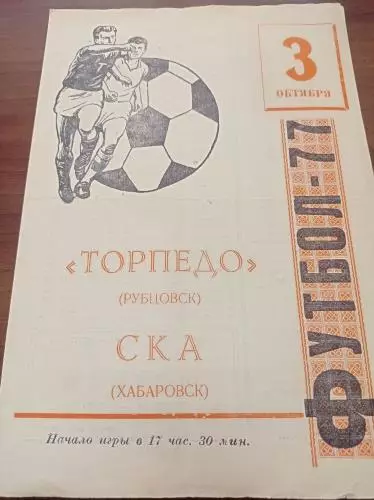 3
ОКТЯБРЯ
ФУТБОЛ-77
«ТОРПЕДО»
(РУБЦОВСК)
СКА
(ХАБАРОВСК)
Начало игры в 17 час. 30 мин.